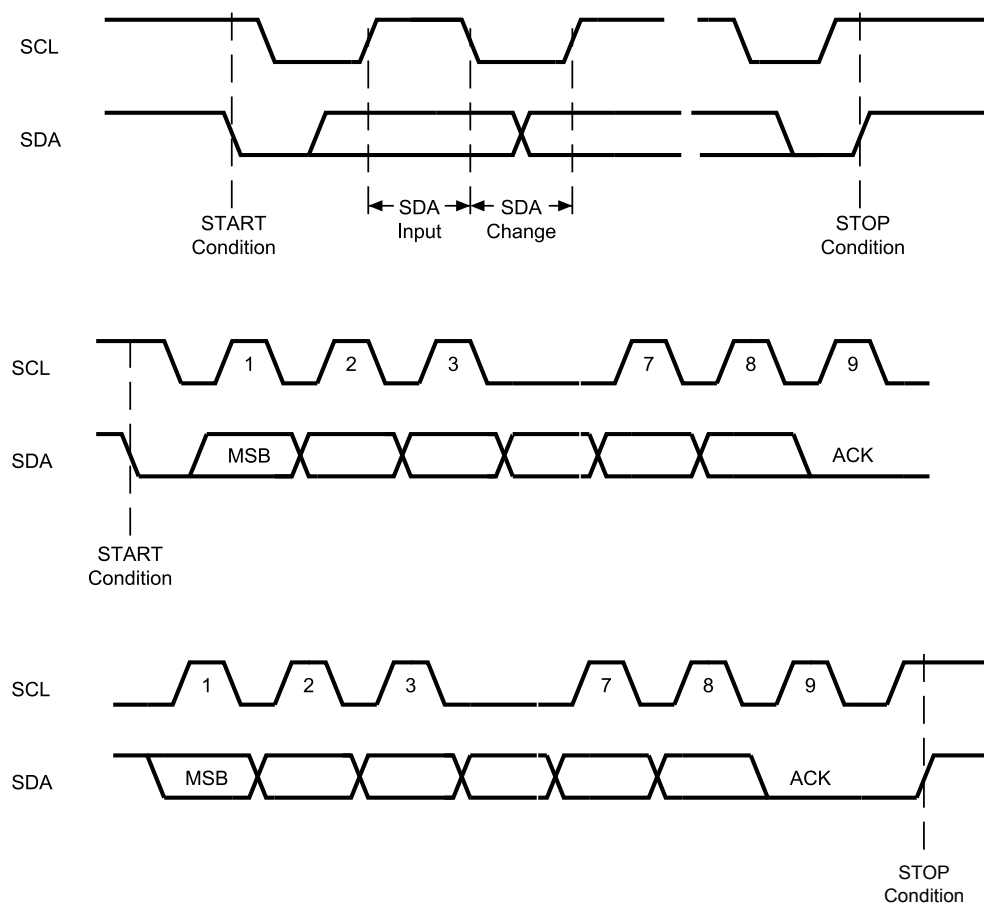 SCL
SDA
SDA
Input
SDA
Change
START
Condition
STOP
Condition
SCL
1
2
3
7
8
9
SDA
MSB
ACK
START
Condition
SCL
1
2
3
7
8
9
SDA
MSB
ACK
STOP
Condition